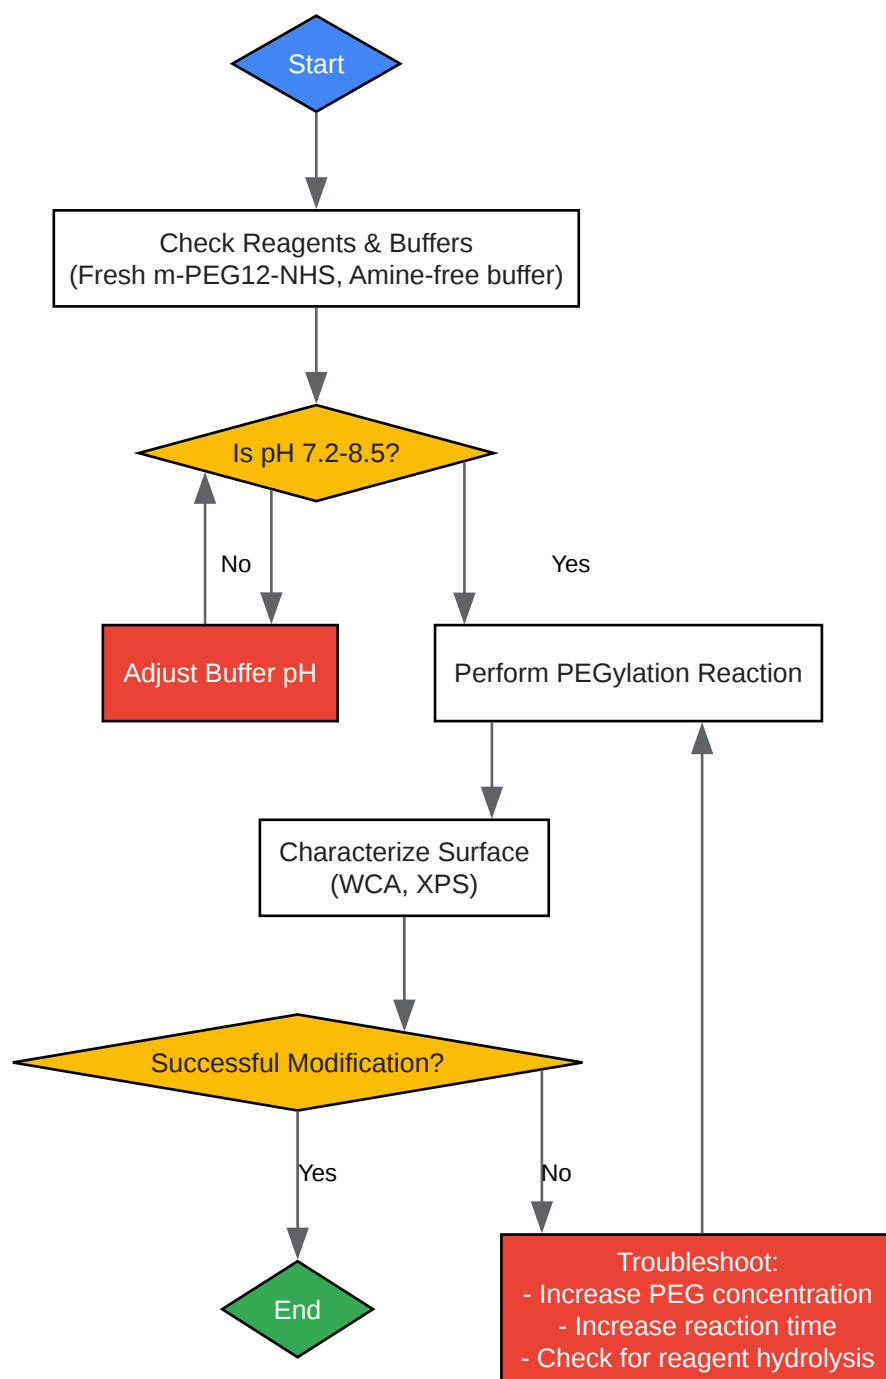 Start
Check Reagents & Buffers
(Fresh m-PEG12-NHS, Amine-free buffer)
Is pH 7.2-8.5?
No
Yes
Adjust Buffer pH
Perform PEGylation Reaction
Characterize Surface
(WCA, XPS)
Successful Modification?
Yes
No
End
Troubleshoot:
- Increase PEG concentration
- Increase reaction time
- Check for reagent hydrolysis